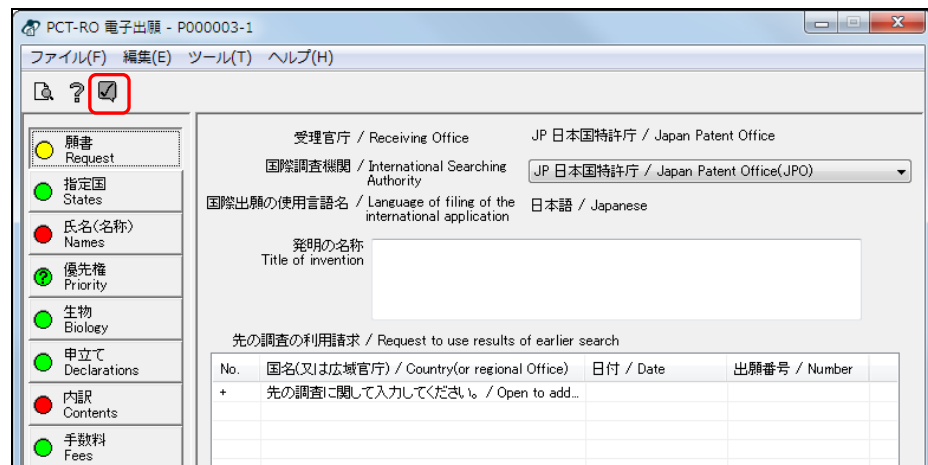 PCT-RO 電子出願 - P000003-1
ファイル(F) 編集(E) ツール(T) ヘルプ(H)
願書
Request
指定国
States
氏名(名称)
Names
優先権
Priority
生物
Biology
申立て
Declarations
内訳
Contents
手数料
Fees
受理官庁 / Receiving Office JP 日本国特許庁 / Japan Patent Office
国際調査機関 / International Searching
Authority
JP 日本国特許庁 / Japan Patent Office(JPO)
国際出願の使用言語名 / Language of filing of the
international application
日本語 / Japanese
発明の名称
Title of invention
先の調査の利用請求 / Request to use results of earlier search
No. 国名(又は広域官庁) / Country(or regional Office) 日付 / Date 出願番号 / Number
+ 先の調査に関して入力してください。 / Open to add...